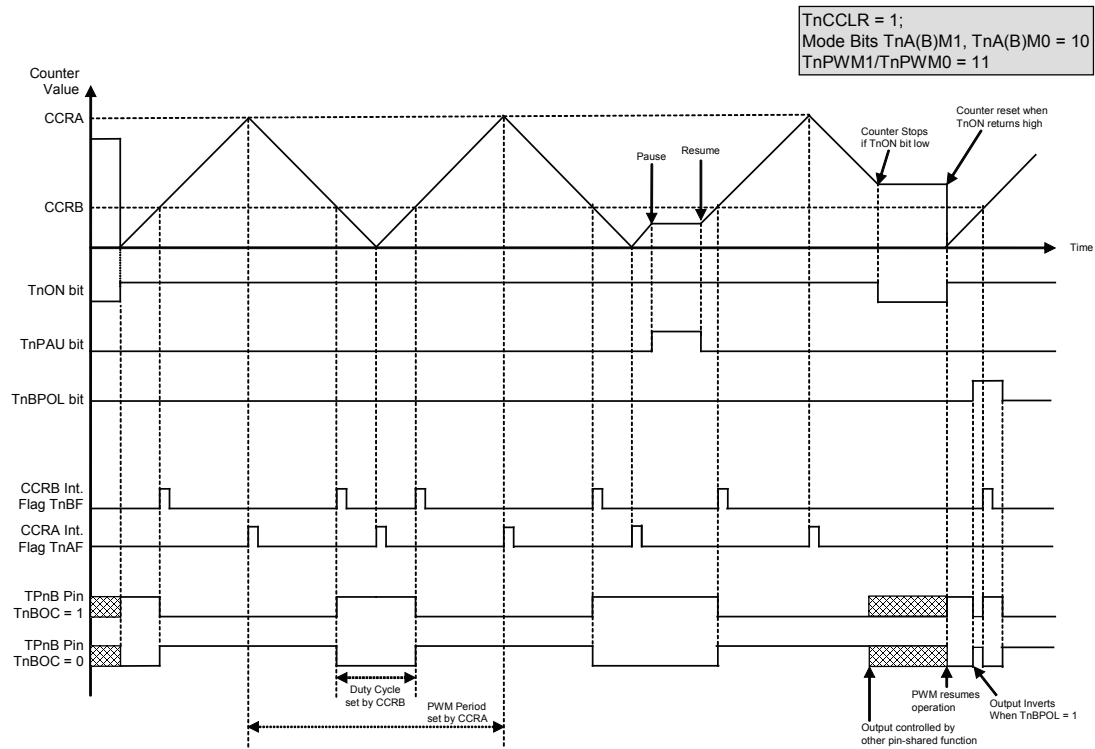 TnCCLR = 1;
Mode Bits TnA(B)M1, TnA(B)M0 = 10
TnPWM1/TnPWM0 = 11
Counter
Value
CCRA
Counter reset when
TnON returns high
Counter Stops
if TnON bit low
Pause
Resume
CCRB
Time
TnON bit
TnPAU bit
TnBPOL bit
CCRB Int.
Flag TnBF
CCRA Int.
Flag TnAF
TPnB Pin
TnBOC = 1
TPnB Pin
TnBOC = 0
Duty Cycle
set by CCRB
PWM Period
set by CCRA
Output controlled by
other pin-shared function
PWM resumes
operation
Output Inverts
When TnBPOL = 1